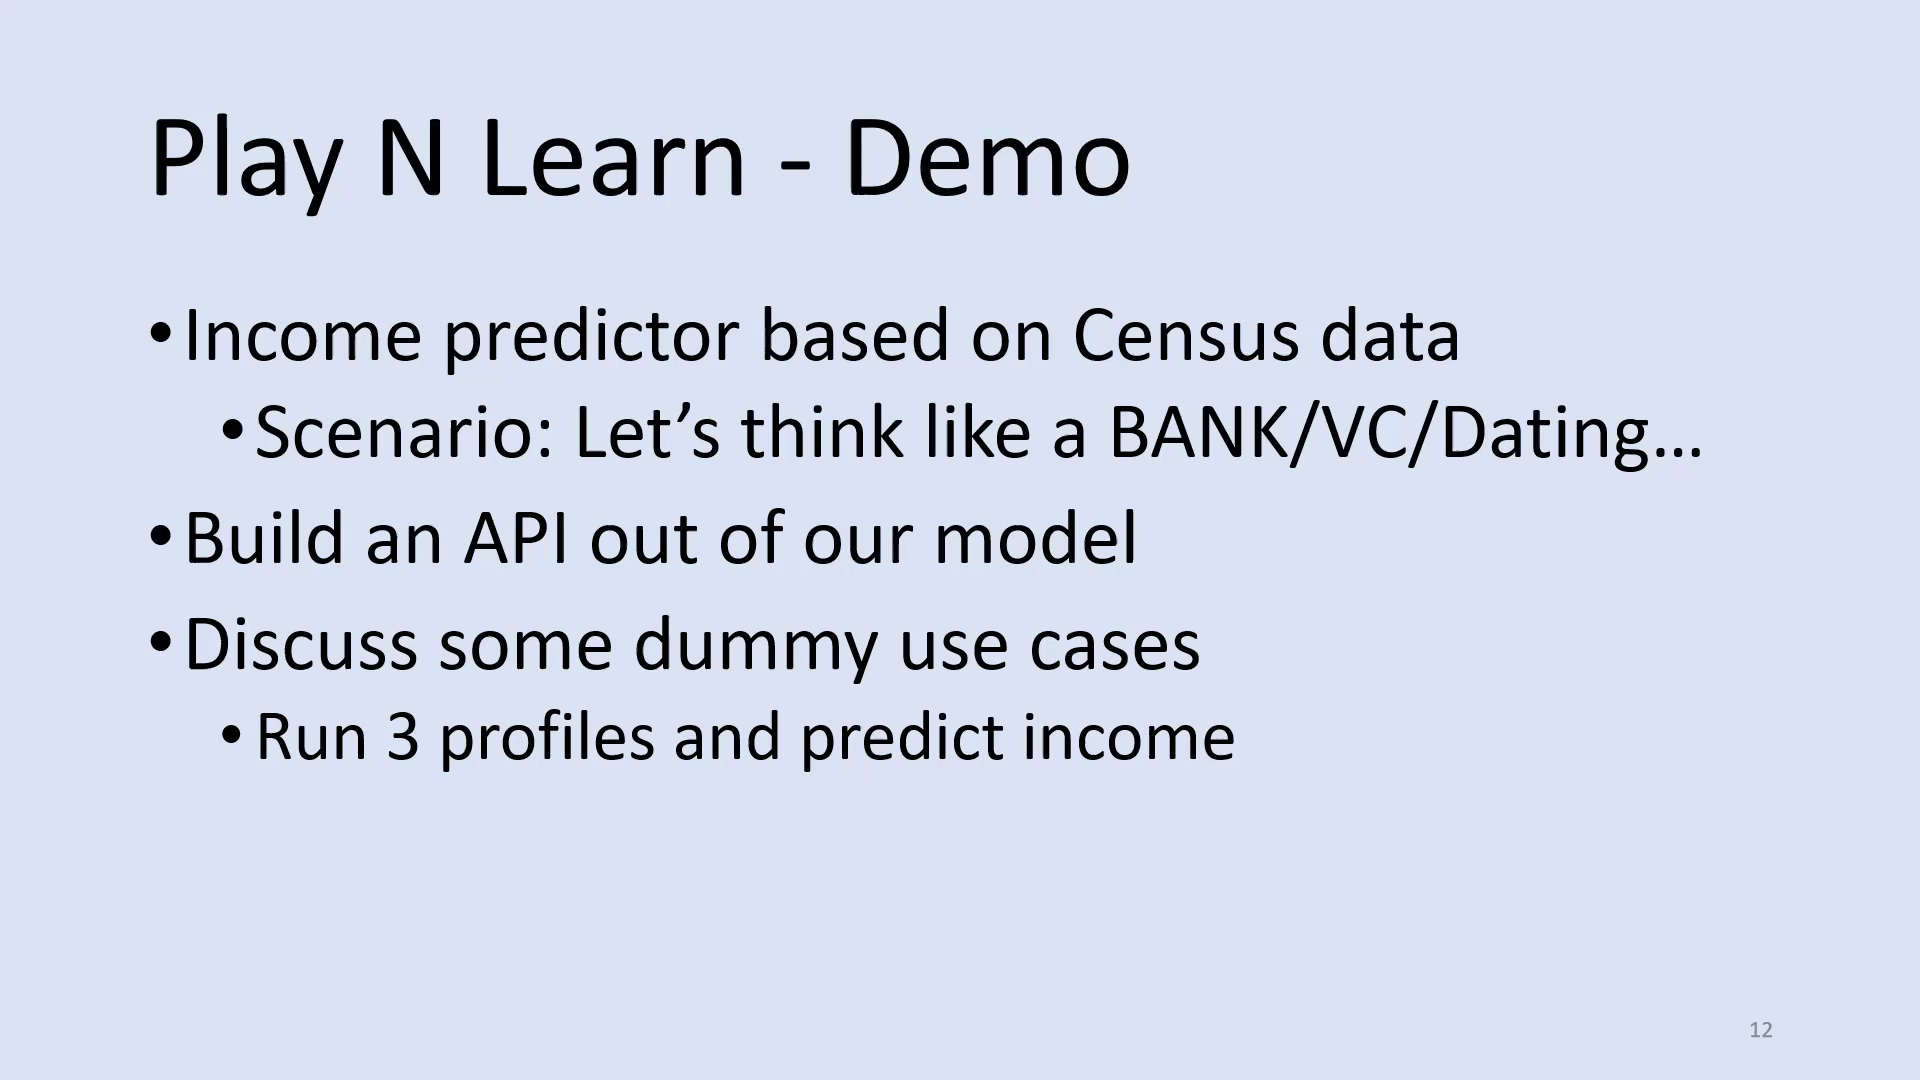 Play N Learn - Demo
•Income predictor based on Census data
•Scenario: Let’s think like a BANK/VC/Dating…
•Build an API out of our model
•Discuss some dummy use cases
•Run 3 profiles and predict income
12